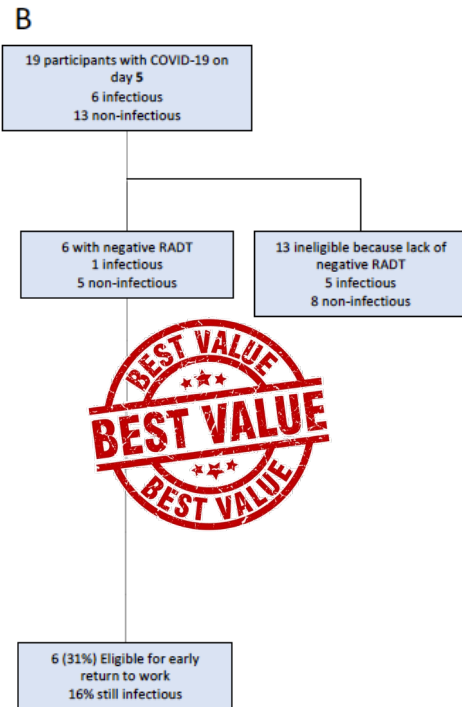 B
19 participants with COVID-19 on
day 5
6 infectious
13 non-infectious
6 with negative RADT
1 infectious
5 non-infectious
13 ineligible because lack of
negative RADT
5 infectious
8 non-infectious
BEST VALUE
BEST VALUE
BEST VALUE
6 (31%) Eligible for early
return to work
16% still infectious